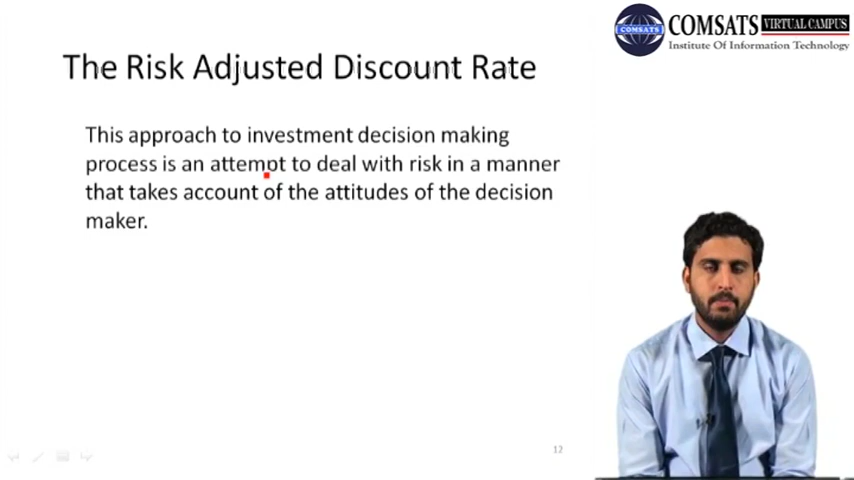 COMSATS VIRTUAL CAMPUS
COMSATS
Institute Of Information Technology
The Risk Adjusted Discount Rate
This approach to investment decision making
process is an attempt to deal with risk in a manner
that takes account of the attitudes of the decision
maker.
12